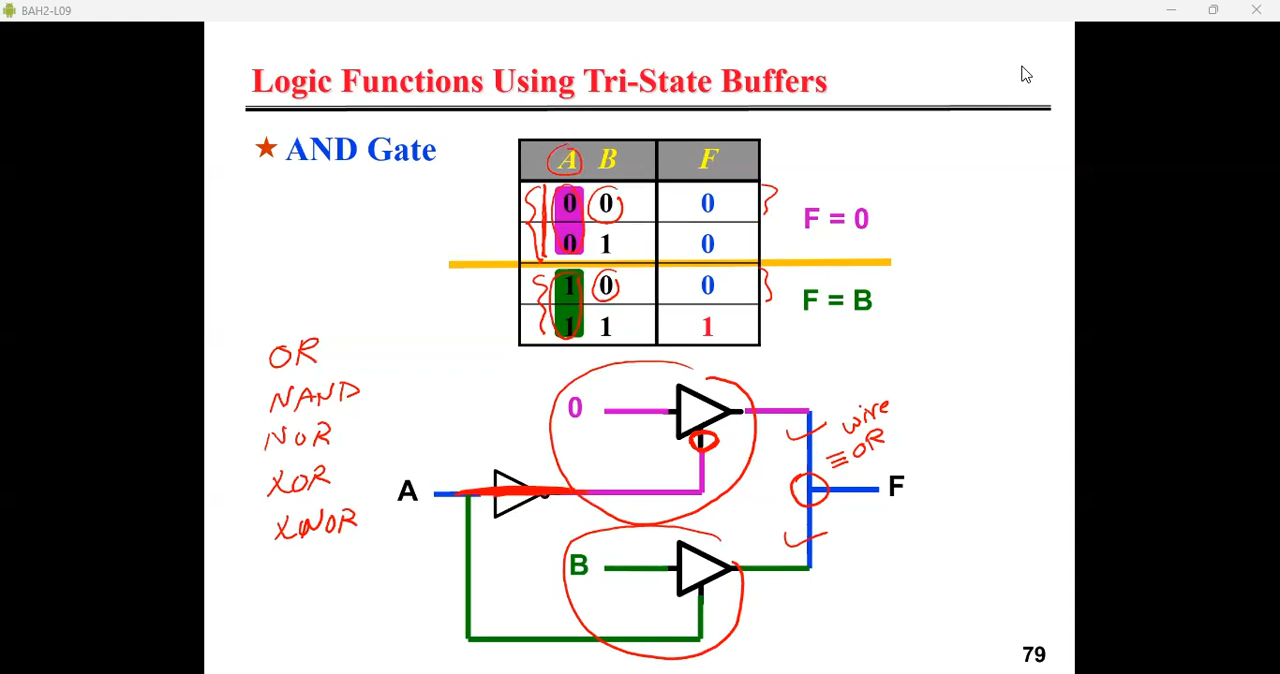 BAH2-L09
Logic Functions Using Tri-State Buffers
★ AND Gate
A B F
0 0 0
0 1 0
F = 0
1 0 0
1 1 1
F = B
OR
NAND
NOR
XOR
XNOR
0
wire
≡ OR
A
F
B
79